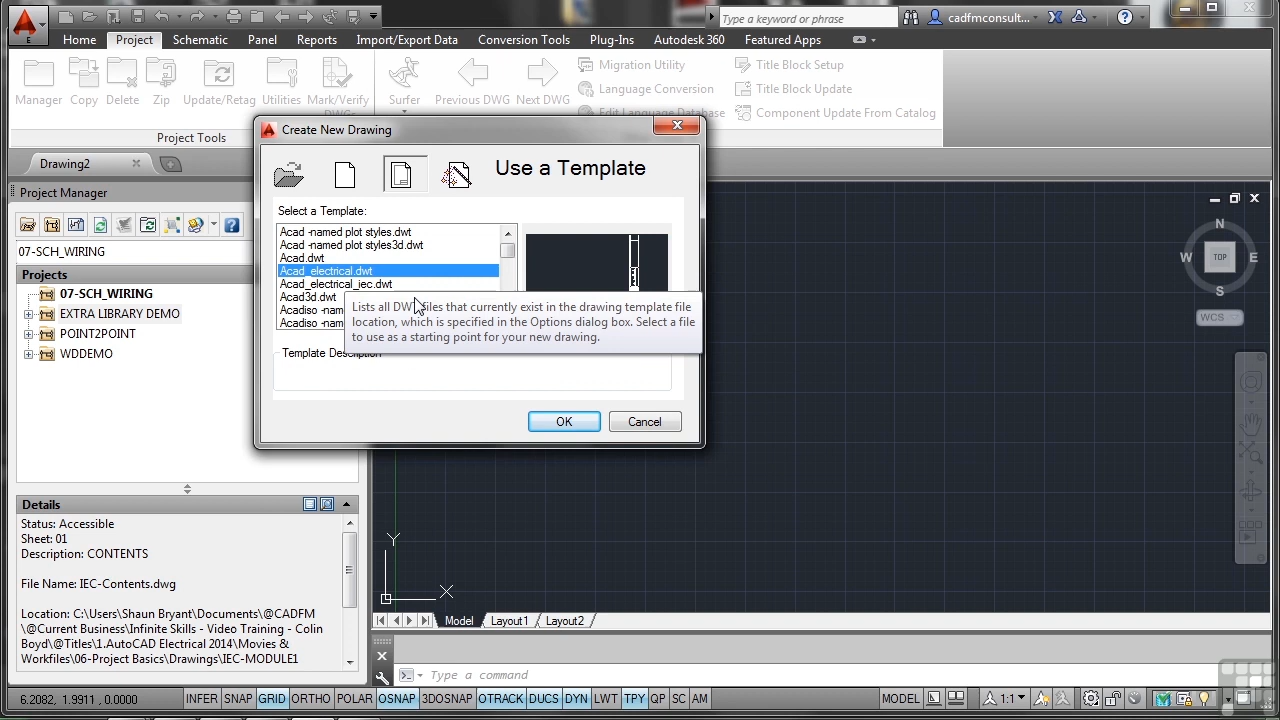 Type a keyword or phrase
cadfmconsult...
E
Home Project Schematic Panel Reports Import/Export Data Conversion Tools Plug-Ins Autodesk 360 Featured Apps
Manager Copy Delete Zip Update/Retag Utilities Mark/Verify DWGs Surfer Previous DWG Next DWG
Migration Utility
Language Conversion
Edit Language Database
Title Block Setup
Title Block Update
Component Update From Catalog
Project Tools
Drawing2
Project Manager
07-SCH_WIRING
Projects
07-SCH_WIRING
EXTRA LIBRARY DEMO
POINT2POINT
WDDEMO
Details
Status: Accessible
Sheet: 01
Description: CONTENTS
File Name: IEC-Contents.dwg
Location: C:\Users\Shaun Bryant\Documents\@CADFM
\@Current Business\Infinite Skills - Video Training - Colin
Boyd\@Titles\1.AutoCAD Electrical 2014\Movies &
Workfiles\06-Project Basics\Drawings\IEC-MODULE1
Create New Drawing
Use a Template
Select a Template:
Acad -named plot styles.dwt
Acad -named plot styles3d.dwt
Acad.dwt
Acad_electrical.dwt
Acad_electrical_iec.dwt
Acad3d.dwt
Acadiso -nam
Acadiso -nam
Lists all DWT files that currently exist in the drawing template file
location, which is specified in the Options dialog box. Select a file
to use as a starting point for your new drawing.
Template Description
OK Cancel
N
W TOP E
S
WCS
Y
X
Model Layout1 Layout2
Type a command
6.2082, 1.9911, 0.0000 INFER SNAP GRID ORTHO POLAR OSNAP 3DOSNAP OTRACK DUCS DYN LWT TPY QP SC AM MODEL 1:1